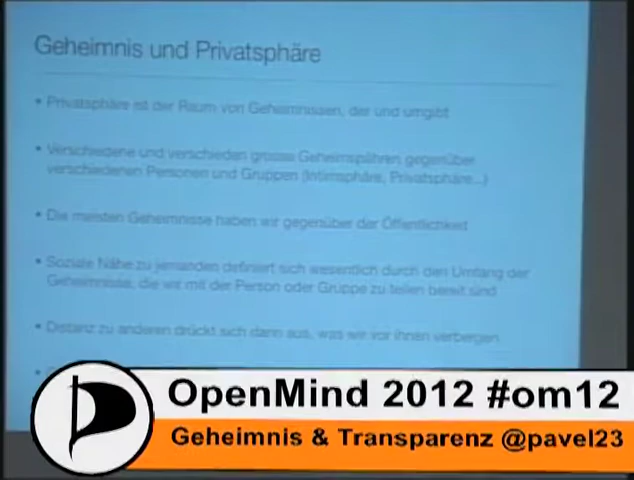 Geheimnis und Privatsphäre
• Privatsphäre ist der Raum von Geheimnissen, der und umgibt
• Verschiedene und verschieden grosse Geheimspähren gegenüber
verschiedenen Personen und Gruppen (Intimsphäre, Privatsphäre...)
• Die meisten Geheimnisse haben wir gegenüber der Öffentlichkeit
• Soziale Nähe zu jemanden definiert sich wesentlich durch den Umfang der
Geheimnisse, die wir mit der Person oder Gruppe zu teilen bereit sind
• Distanz zu anderen drückt sich dann aus, was wir vor ihnen verbergen
OpenMind 2012 #om12
Geheimnis & Transparenz @pavel23